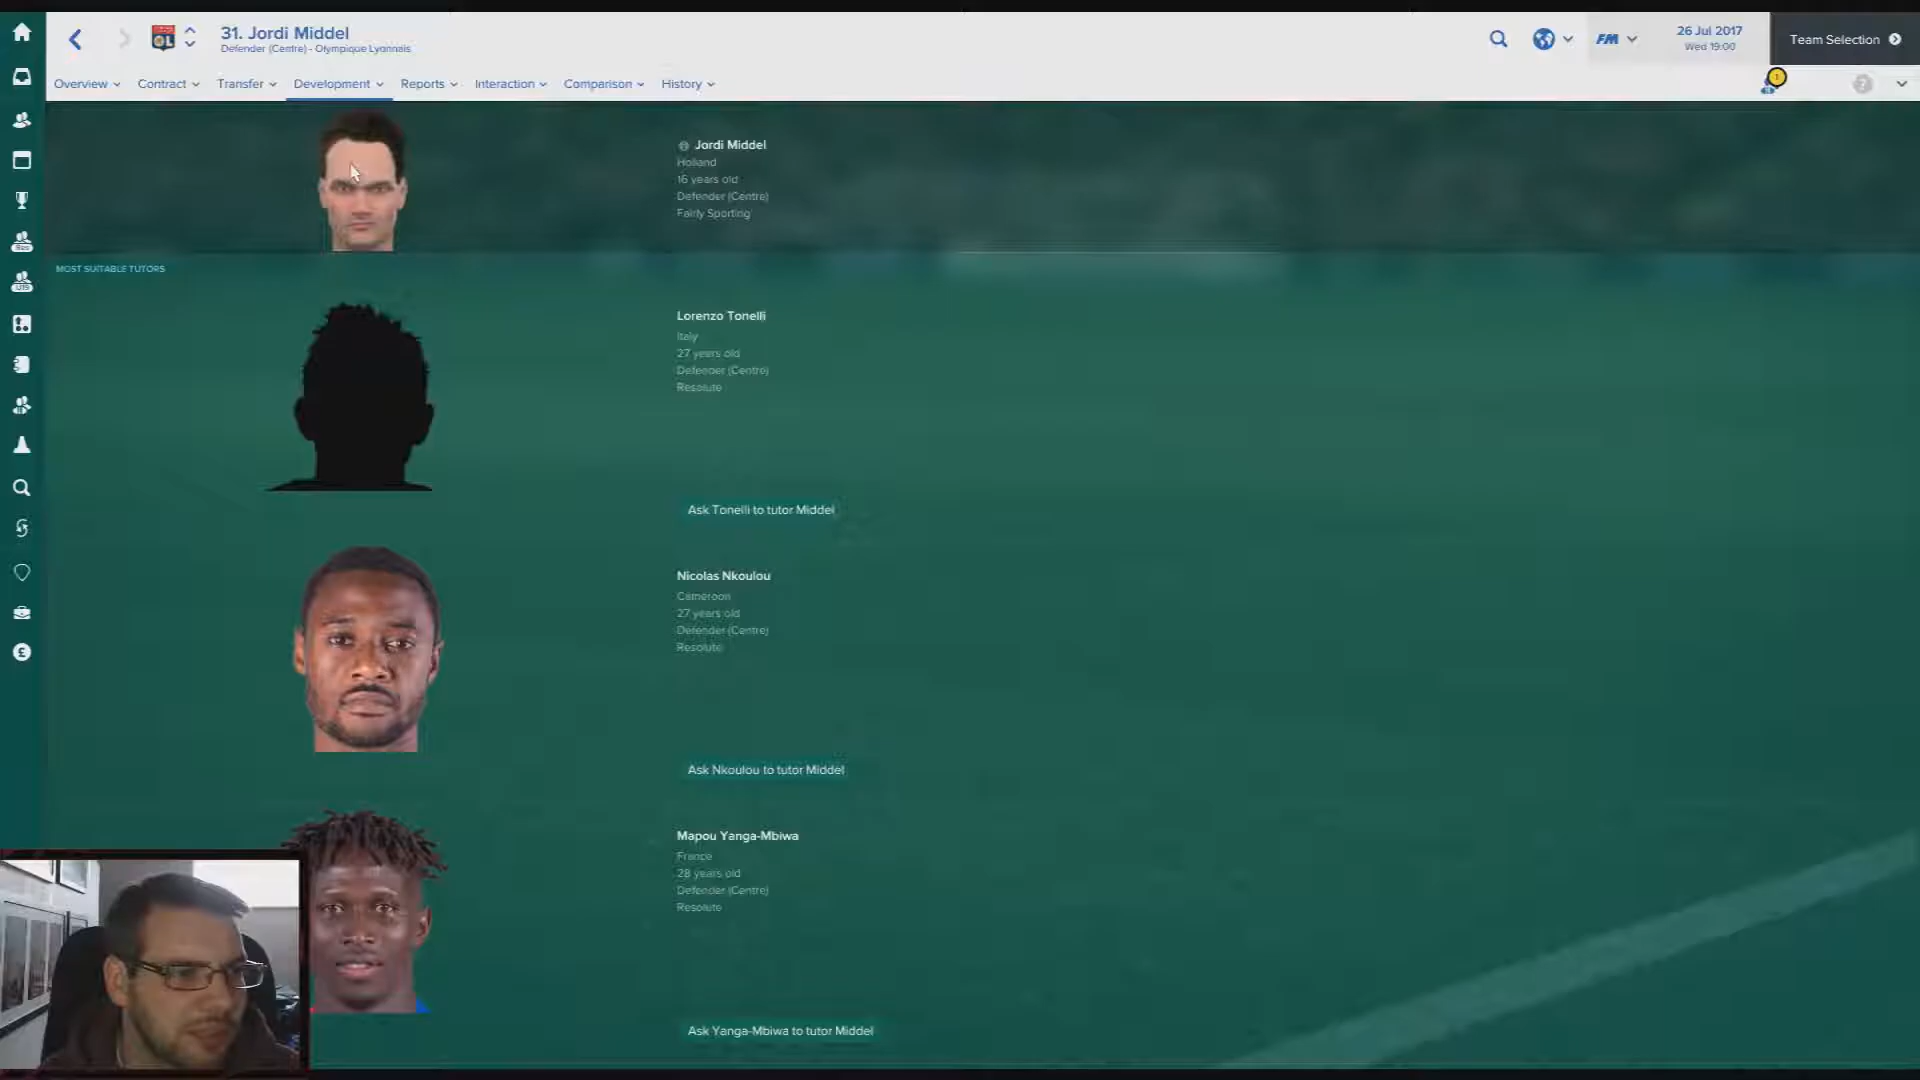 31. Jordi Middel
Defender (Centre) - Olympique Lyonnais
FM
26 Jul 2017
Wed 19:00
Team Selection
Overview
Contract
Transfer
Development
Reports
Interaction
Comparison
History
1
?
Jordi Middel
Holland
16 years old
Defender (Centre)
Fairly Sporting
MOST SUITABLE TUTORS
Lorenzo Tonelli
Italy
27 years old
Defender (Centre)
Resolute
Ask Tonelli to tutor Middel
Nicolas Nkoulou
Cameroon
27 years old
Defender (Centre)
Resolute
Ask Nkoulou to tutor Middel
Mapou Yanga-Mbiwa
France
28 years old
Defender (Centre)
Resolute
Ask Yanga-Mbiwa to tutor Middel